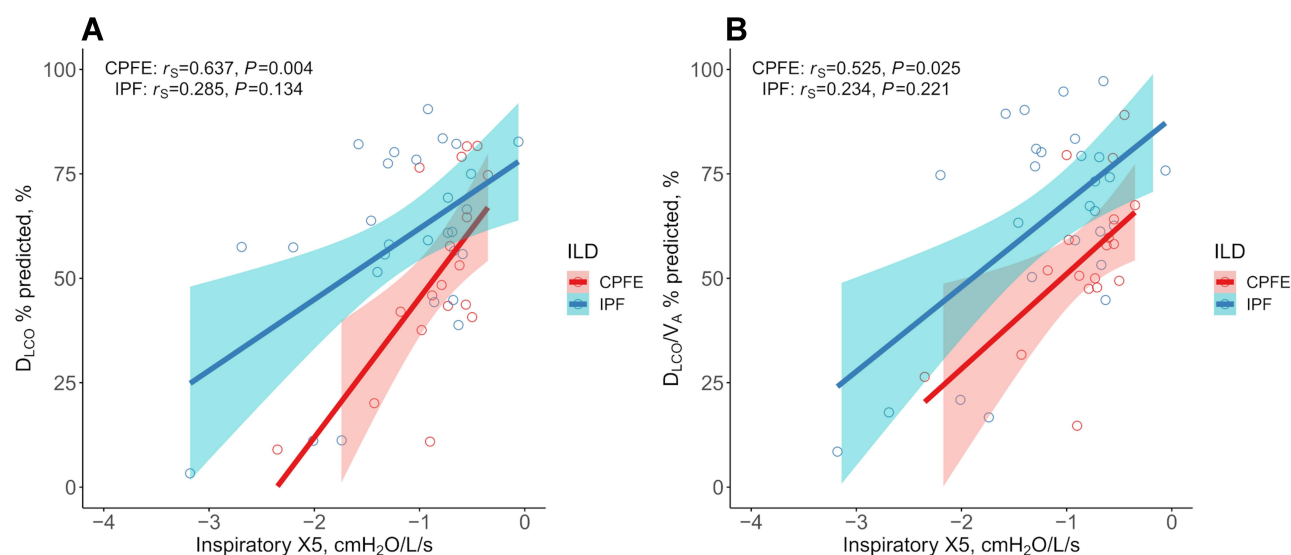 A
CPFE: rS=0.637, P=0.004
IPF: rS=0.285, P=0.134
DLCO % predicted, %
100
75
50
25
0
−4 −3 −2 −1 0
Inspiratory X5, cmH2O/L/s
ILD
CPFE
IPF
B
CPFE: rS=0.525, P=0.025
IPF: rS=0.234, P=0.221
DLCO/VA % predicted, %
100
75
50
25
0
−4 −3 −2 −1 0
Inspiratory X5, cmH2O/L/s
ILD
CPFE
IPF